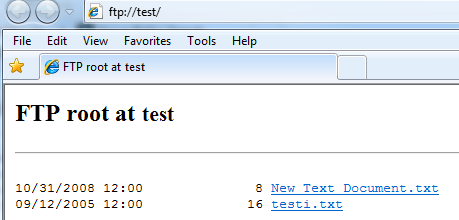 ftp://test/
File Edit View Favorites Tools Help
FTP root at test
FTP root at test
10/31/2008 12:00 8 New Text Document.txt
09/12/2005 12:00 16 testi.txt